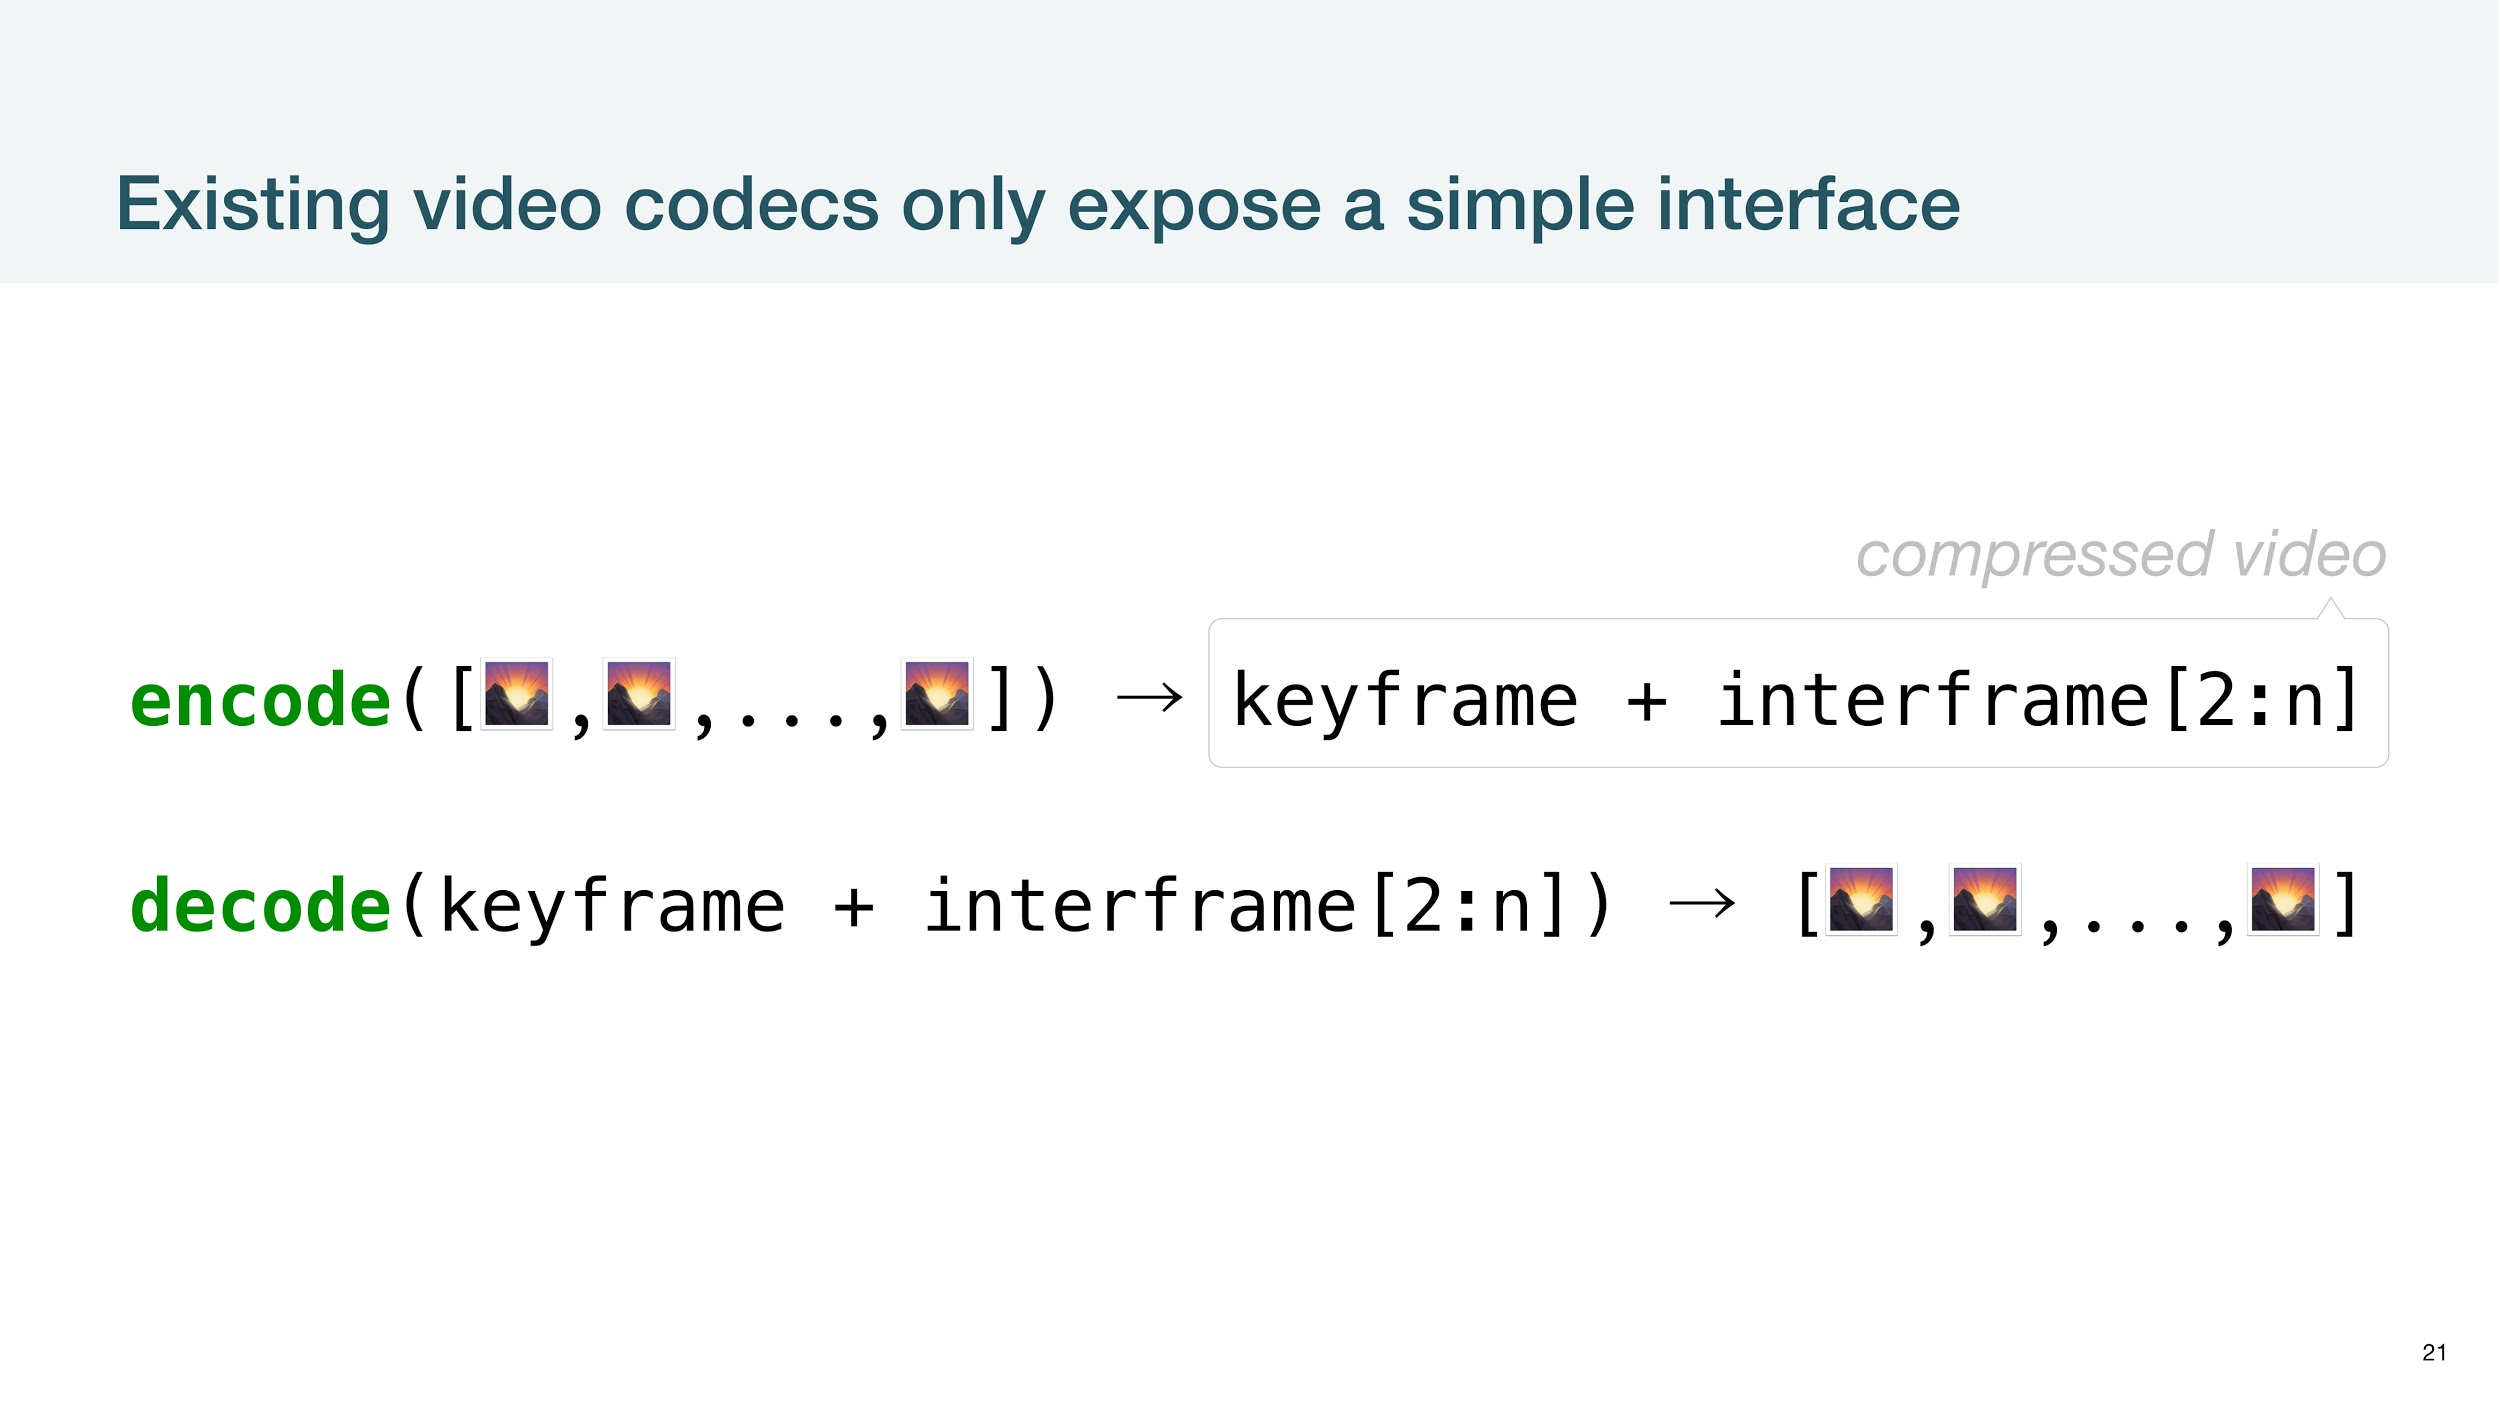 Existing video codecs only expose a simple interface
compressed video
encode([🌄,🌄,...,🌄]) → keyframe + interframe[2:n]
decode(keyframe + interframe[2:n]) → [🌄,🌄,...,🌄]
21